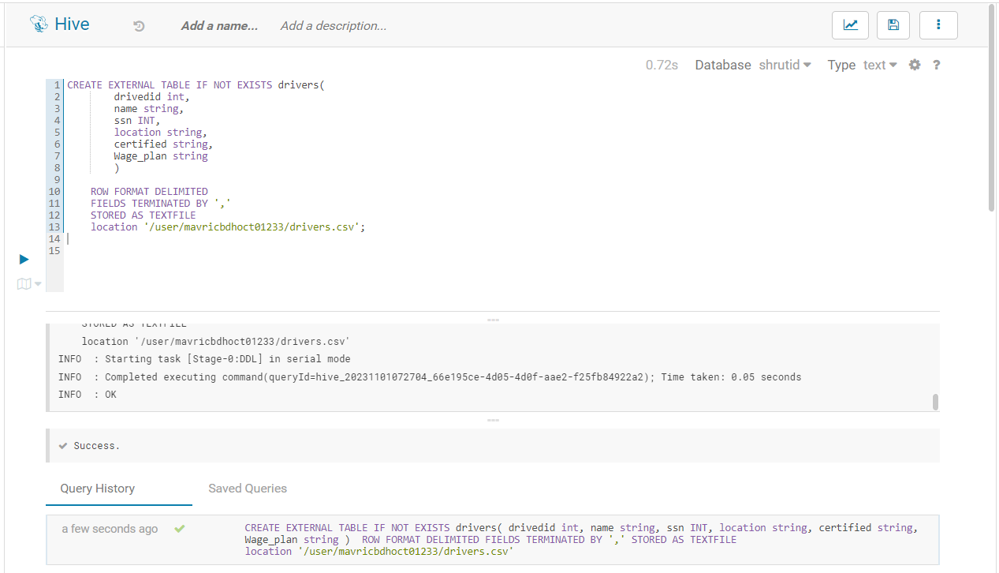 Hive
Add a name...
Add a description...
0.72s Database shrutid Type text ?
1 CREATE EXTERNAL TABLE IF NOT EXISTS drivers(
2 drivedid int,
3 name string,
4 ssn INT,
5 location string,
6 certified string,
7 Wage_plan string
8 )
9
10 ROW FORMAT DELIMITED
11 FIELDS TERMINATED BY ','
12 STORED AS TEXTFILE
13 location '/user/mavricbdhoct01233/drivers.csv';
14
15
STORED AS TEXTFILE
location '/user/mavricbdhoct01233/drivers.csv'
INFO : Starting task [Stage-0:DDL] in serial mode
INFO : Completed executing command(queryId=hive_20231101072704_66e195ce-4d05-4d0f-aae2-f25fb84922a2); Time taken: 0.05 seconds
INFO : OK
Success.
Query History Saved Queries
a few seconds ago
CREATE EXTERNAL TABLE IF NOT EXISTS drivers( drivedid int, name string, ssn INT, location string, certified string,
Wage_plan string ) ROW FORMAT DELIMITED FIELDS TERMINATED BY ',' STORED AS TEXTFILE
location '/user/mavricbdhoct01233/drivers.csv'